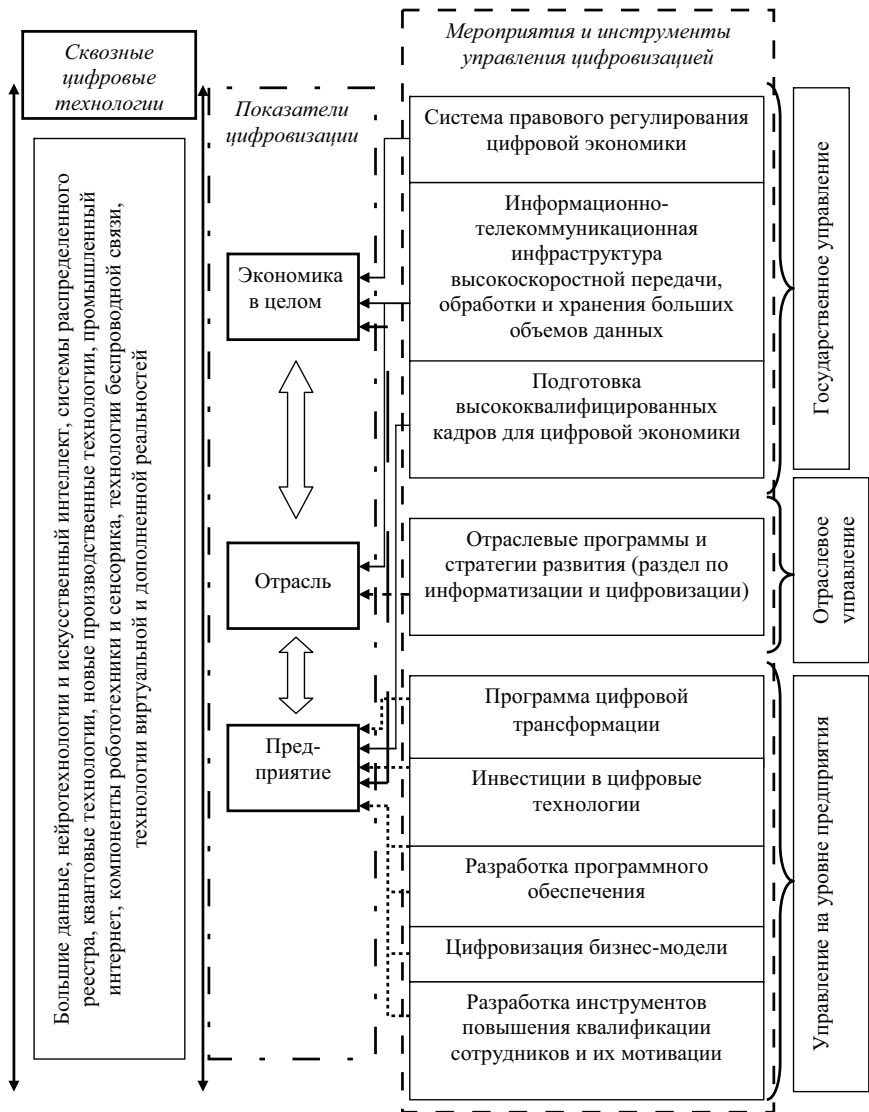 Сквозные
цифровые
технологии
Большие данные, нейротехнологии и искусственный интеллект, системы распределенного
реестра, квантовые технологии, новые производственные технологии, промышленный
интернет, компоненты робототехники и сенсорика, технологии беспроводной связи,
технологии виртуальной и дополненной реальностей
Показатели
цифровизации
Экономика
в целом
Отрасль
Пред-
приятие
Мероприятия и инструменты
управления цифровизацией
Система правового регулирования
цифровой экономики
Информационно-
телекоммуникационная
инфраструктура
высокоскоростной передачи,
обработки и хранения больших
объемов данных
Подготовка
высококвалифицированных
кадров для цифровой экономики
Отраслевые программы и
стратегии развития (раздел по
информатизации и цифровизации)
Программа цифровой
трансформации
Инвестиции в цифровые
технологии
Разработка программного
обеспечения
Цифровизация бизнес-модели
Разработка инструментов
повышения квалификации
сотрудников и их мотивации
Государственное управление
Отраслевое
управление
Управление на уровне предприятия